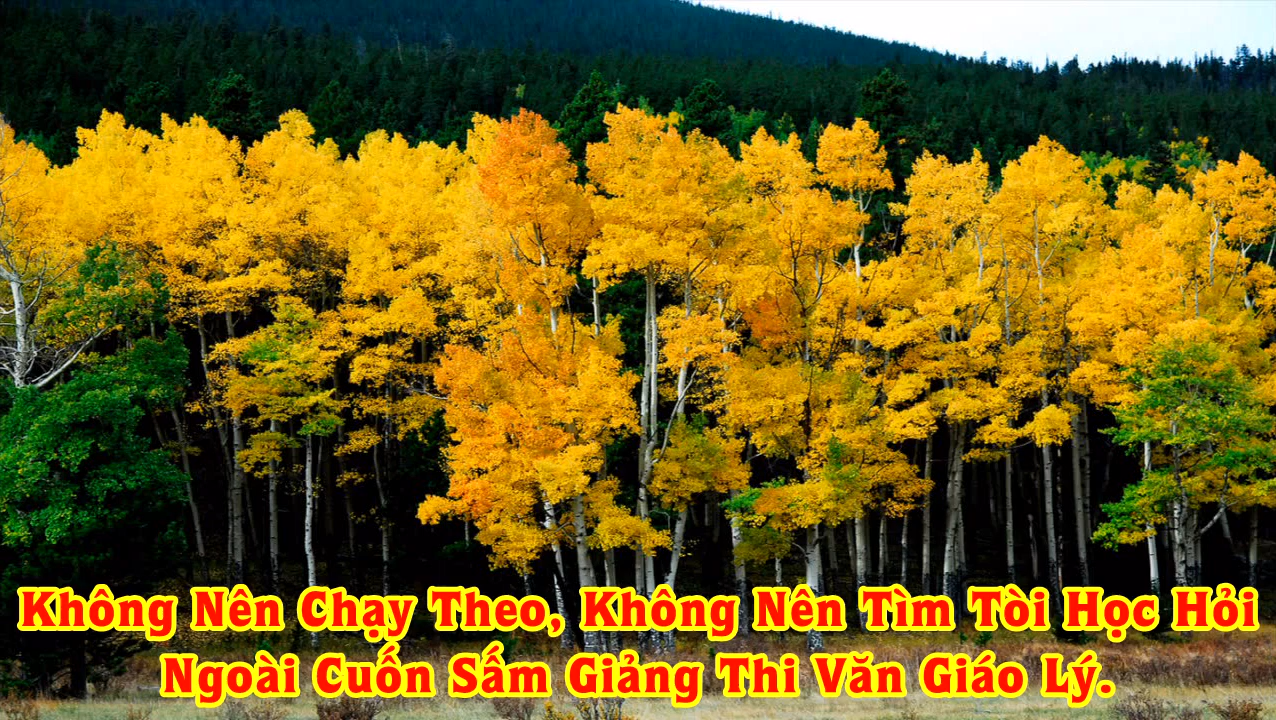 Không Nên Chạy Theo, Không Nên Tìm Tòi Học Hỏi
Ngoài Cuốn Sấm Giảng Thi Văn Giáo Lý.